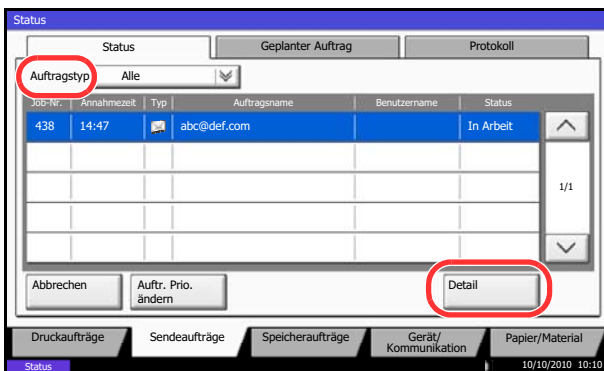 Status
Status Geplanter Auftrag Protokoll
Auftragstyp Alle
Job-Nr. Annahmezeit Typ Auftragsname Benutzername Status
438 14:47 abc@def.com In Arbeit
1/1
Abbrechen Auftr. Prio. ändern Detail
Druckaufträge Sendeaufträge Speicheraufträge Gerät/ Kommunikation Papier/Material
Status 10/10/2010 10:10